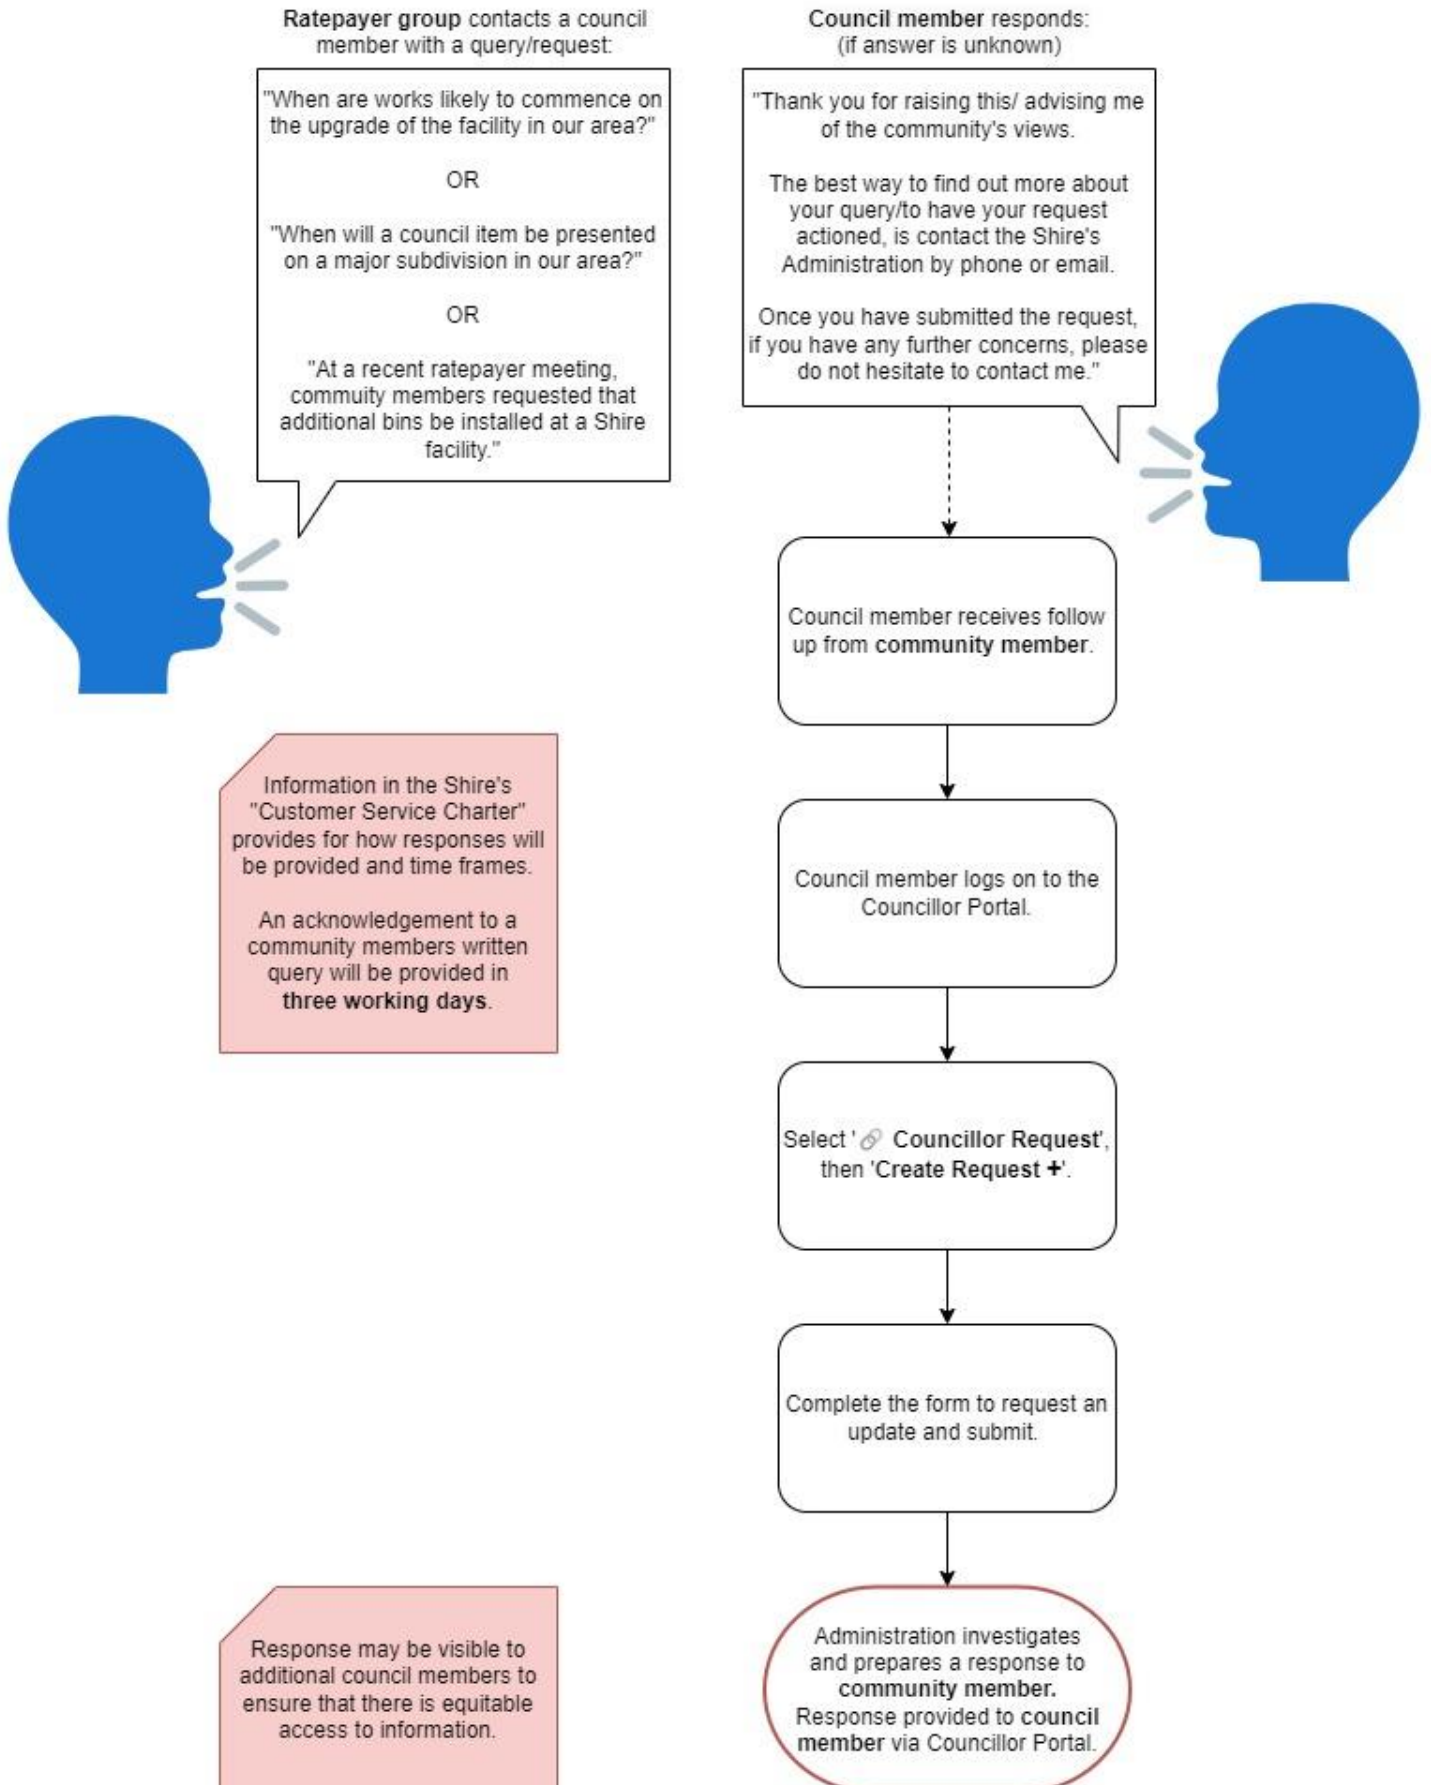 Ratepayer group contacts a council
member with a query/request:
"When are works likely to commence on
the upgrade of the facility in our area?"
OR
"When will a council item be presented
on a major subdivision in our area?"
OR
"At a recent ratepayer meeting,
commuity members requested that
additional bins be installed at a Shire
facility."
Council member responds:
(if answer is unknown)
"Thank you for raising this/ advising me
of the community's views.
The best way to find out more about
your query/to have your request
actioned, is contact the Shire's
Administration by phone or email.
Once you have submitted the request,
if you have any further concerns, please
do not hesitate to contact me."
Council member receives follow
up from community member.
Information in the Shire's
"Customer Service Charter"
provides for how responses will
be provided and time frames.
An acknowledgement to a
community members written
query will be provided in
three working days.
Council member logs on to the
Councillor Portal.
Select '🔗 Councillor Request',
then 'Create Request +'.
Complete the form to request an
update and submit.
Response may be visible to
additional council members to
ensure that there is equitable
access to information.
Administration investigates
and prepares a response to
community member.
Response provided to council
member via Councillor Portal.